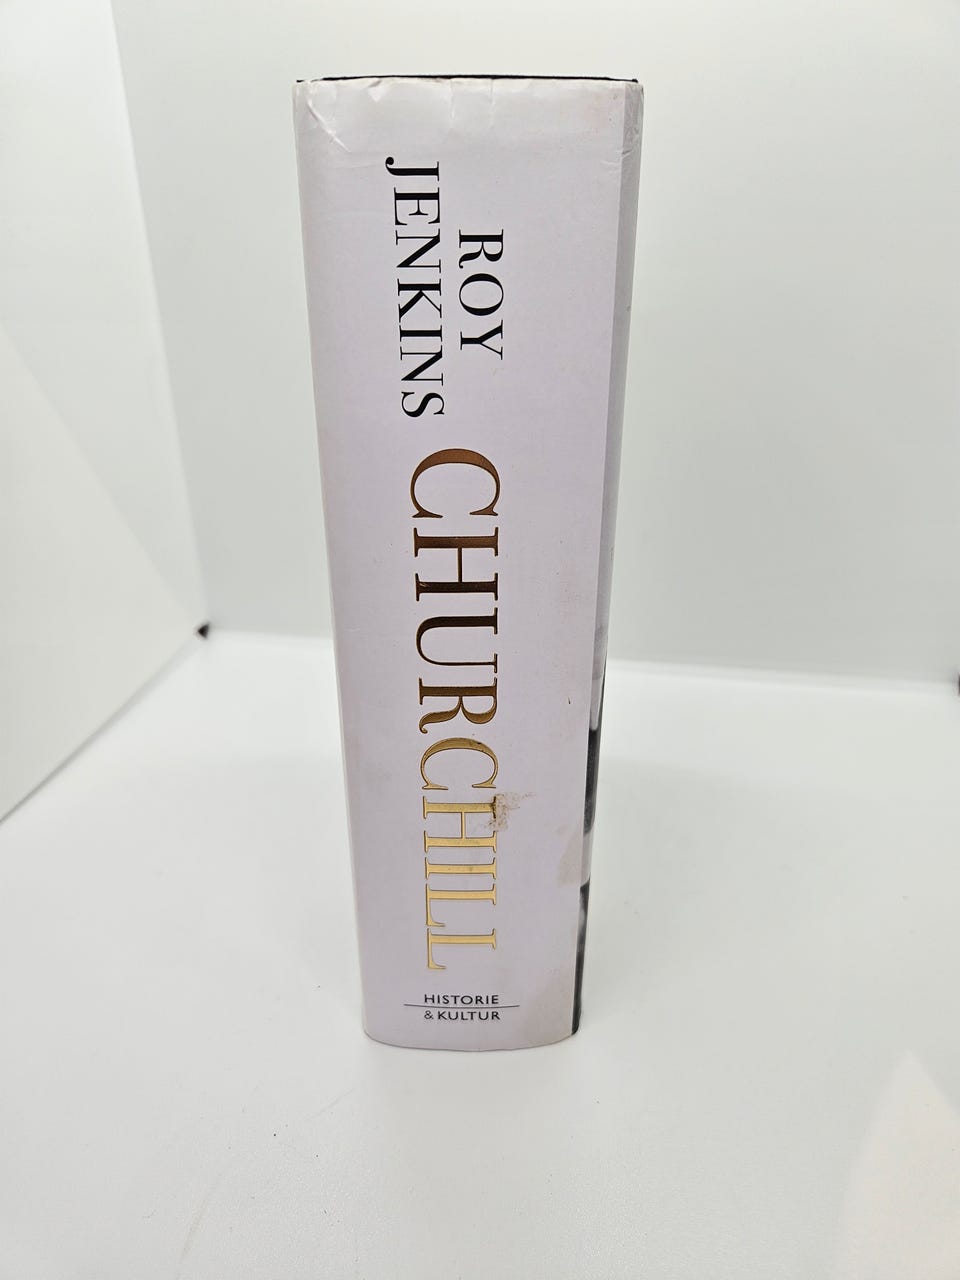 ROY
JENKINS
CHURCHILL
HISTORIE
& KULTUR